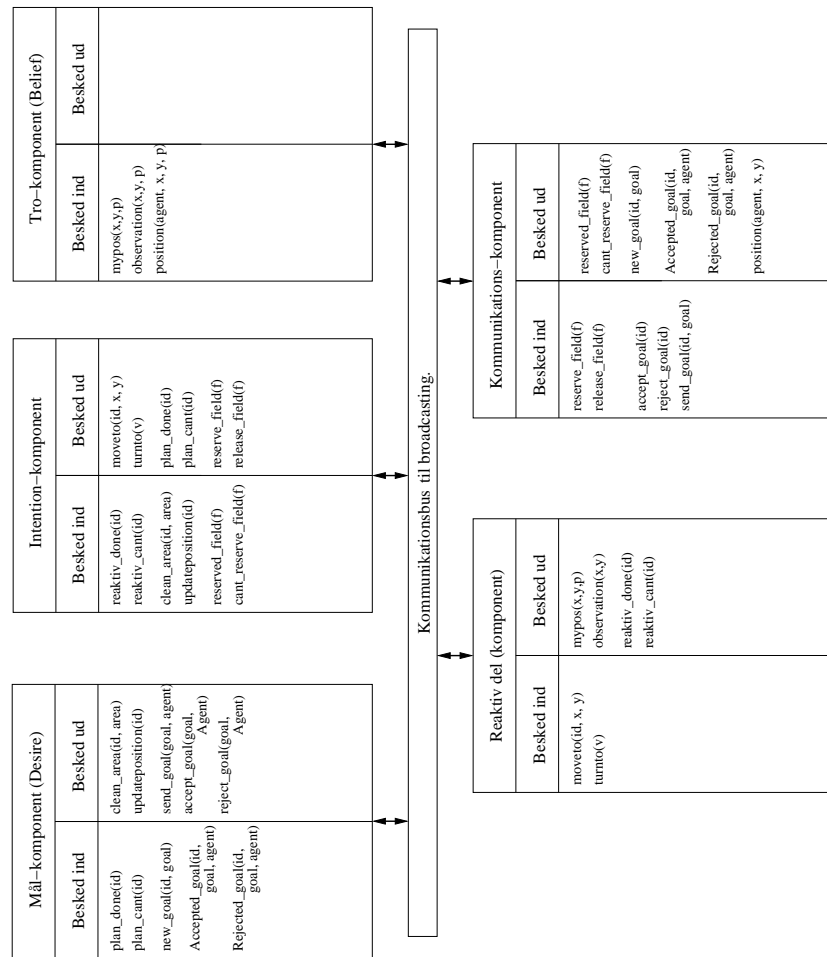 Mål−komponent (Desire)
Besked ind
Besked ud
plan_done(id)
plan_cant(id)
new_goal(id, goal)
Accepted_goal(id,
goal, agent)
Rejected_goal(id,
goal, agent)
clean_area(id, area)
updateposition(id)
send_goal(goal, agent)
accept_goal(goal,
Agent)
reject_goal(goal,
Agent)
Intention−komponent
Besked ind
Besked ud
reaktiv_done(id)
reaktiv_cant(id)
clean_area(id, area)
updateposition(id)
reserved_field(f)
cant_reserve_field(f)
moveto(id, x, y)
turnto(v)
plan_done(id)
plan_cant(id)
reserve_field(f)
release_field(f)
Tro−komponent (Belief)
Besked ind
Besked ud
mypos(x,y,p)
observation(x,y, p)
position(agent, x, y, p)
Kommunikationsbus til broadcasting.
Reaktiv del (komponent)
Besked ind
Besked ud
moveto(id, x, y)
turnto(v)
mypos(x,y,p)
observation(x,y)
reaktiv_done(id)
reaktiv_cant(id)
Kommunikations−komponent
Besked ind
Besked ud
reserve_field(f)
release_field(f)
accept_goal(id)
reject_goal(id)
send_goal(id, goal)
reserved_field(f)
cant_reserve_field(f)
new_goal(id, goal)
Accepted_goal(id,
goal, agent)
Rejected_goal(id,
goal, agent)
position(agent, x, y)